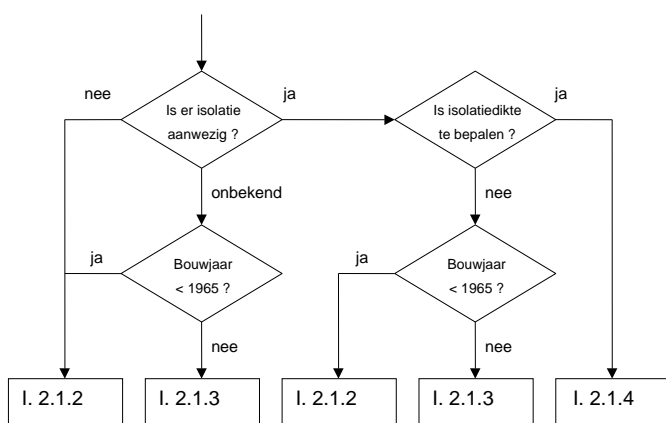 nee
ja
ja
Is er isolatie
aanwezig ?
Is isolatiedikte
te bepalen ?
onbekend
nee
ja
ja
Bouwjaar
< 1965 ?
Bouwjaar
< 1965 ?
nee
nee
I. 2.1.2
I. 2.1.3
I. 2.1.2
I. 2.1.3
I. 2.1.4